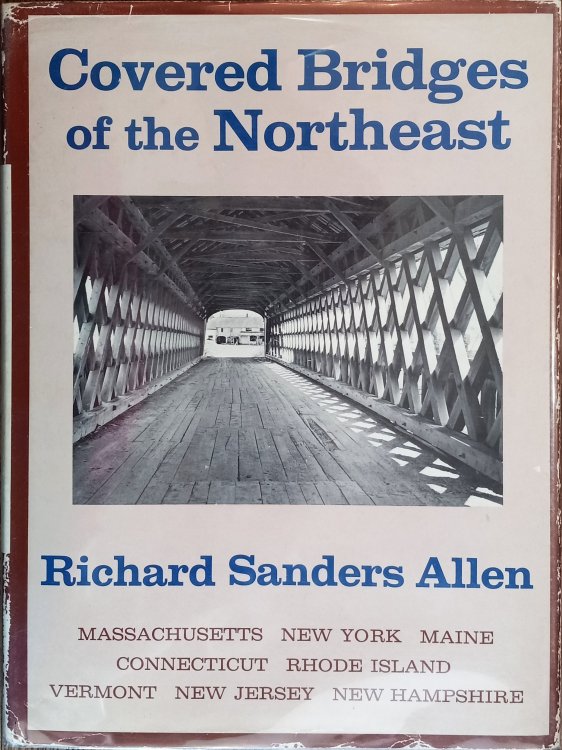 Covered Bridges
of the Northeast
Richard Sanders Allen
MASSACHUSETTS NEW YORK MAINE
CONNECTICUT RHODE ISLAND
VERMONT NEW JERSEY NEW HAMPSHIRE